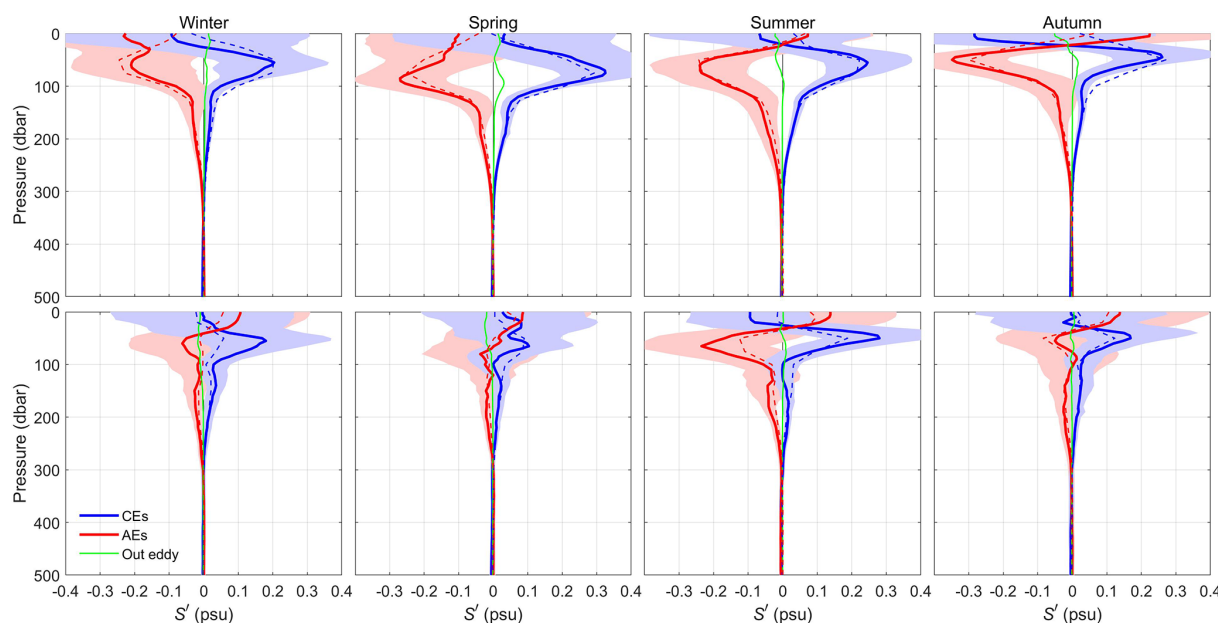 Winter Spring Summer Autumn
0
100
200
300
400
500
Pressure (dbar)
0
100
200
300
400
500
Pressure (dbar)
CEs
AEs
Out eddy
-0.4 -0.3 -0.2 -0.1 0 0.1 0.2 0.3 0.4 -0.3 -0.2 -0.1 0 0.1 0.2 0.3 0.4 -0.3 -0.2 -0.1 0 0.1 0.2 0.3 0.4 -0.3 -0.2 -0.1 0 0.1 0.2 0.3 0.4
S′ (psu) S′ (psu) S′ (psu) S′ (psu)